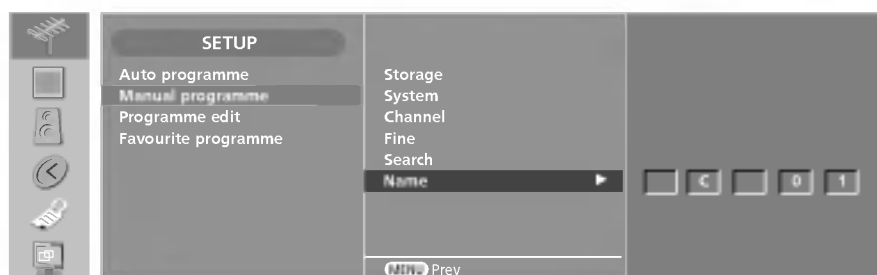 SETUP
Auto programme
Manual programme
Programme edit
Favourite programme
Storage
System
Channel
Fine
Search
Name
C 0 1
MENU Prev